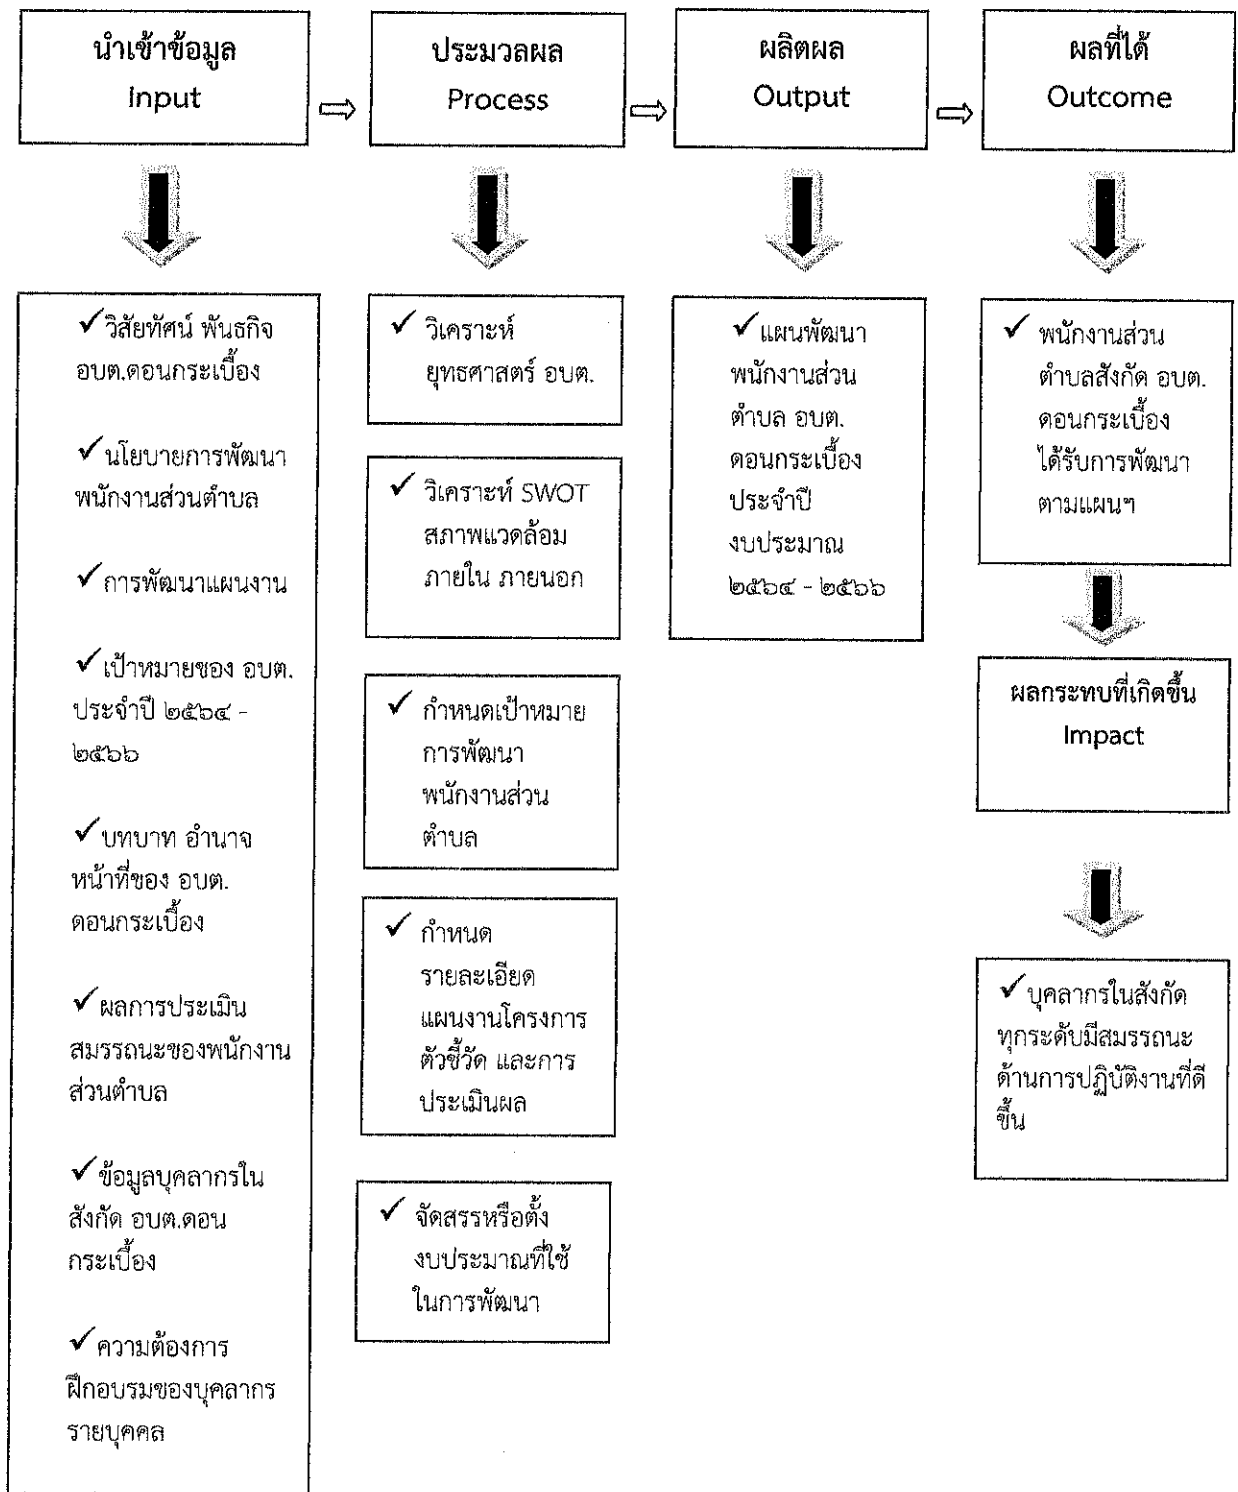 นำเข้าข้อมูล
Input
ประมวลผล
Process
ผลิตผล
Output
ผลที่ได้
Outcome
✓วิสัยทัศน์ พันธกิจ
อบต.ดอนกระเบื้อง
✓นโยบายการพัฒนา
พนักงานส่วนตำบล
✓การพัฒนาแผนงาน
✓เป้าหมายของ อบต.
ประจำปี ๒๕๖๔ -
๒๕๖๖
✓บทบาท อำนาจ
หน้าที่ของ อบต.
ดอนกระเบื้อง
✓ผลการประเมิน
สมรรถนะของพนักงาน
ส่วนตำบล
✓ข้อมูลบุคลากรใน
สังกัด อบต.ดอน
กระเบื้อง
✓ความต้องการ
ฝึกอบรมของบุคลากร
รายบุคคล
✓ วิเคราะห์
ยุทธศาสตร์ อบต.
✓ วิเคราะห์ SWOT
สภาพแวดล้อม
ภายใน ภายนอก
✓ กำหนดเป้าหมาย
การพัฒนา
พนักงานส่วน
ตำบล
✓ กำหนด
รายละเอียด
แผนงานโครงการ
ตัวชี้วัด และการ
ประเมินผล
✓ จัดสรรหรือตั้ง
งบประมาณที่ใช้
ในการพัฒนา
✓แผนพัฒนา
พนักงานส่วน
ตำบล อบต.
ดอนกระเบื้อง
ประจำปี
งบประมาณ
๒๕๖๔ - ๒๕๖๖
✓ พนักงานส่วน
ตำบลสังกัด อบต.
ดอนกระเบื้อง
ได้รับการพัฒนา
ตามแผนฯ
ผลกระทบที่เกิดขึ้น
Impact
✓บุคลากรในสังกัด
ทุกระดับมีสมรรถนะ
ด้านการปฏิบัติงานที่ดี
ขึ้น